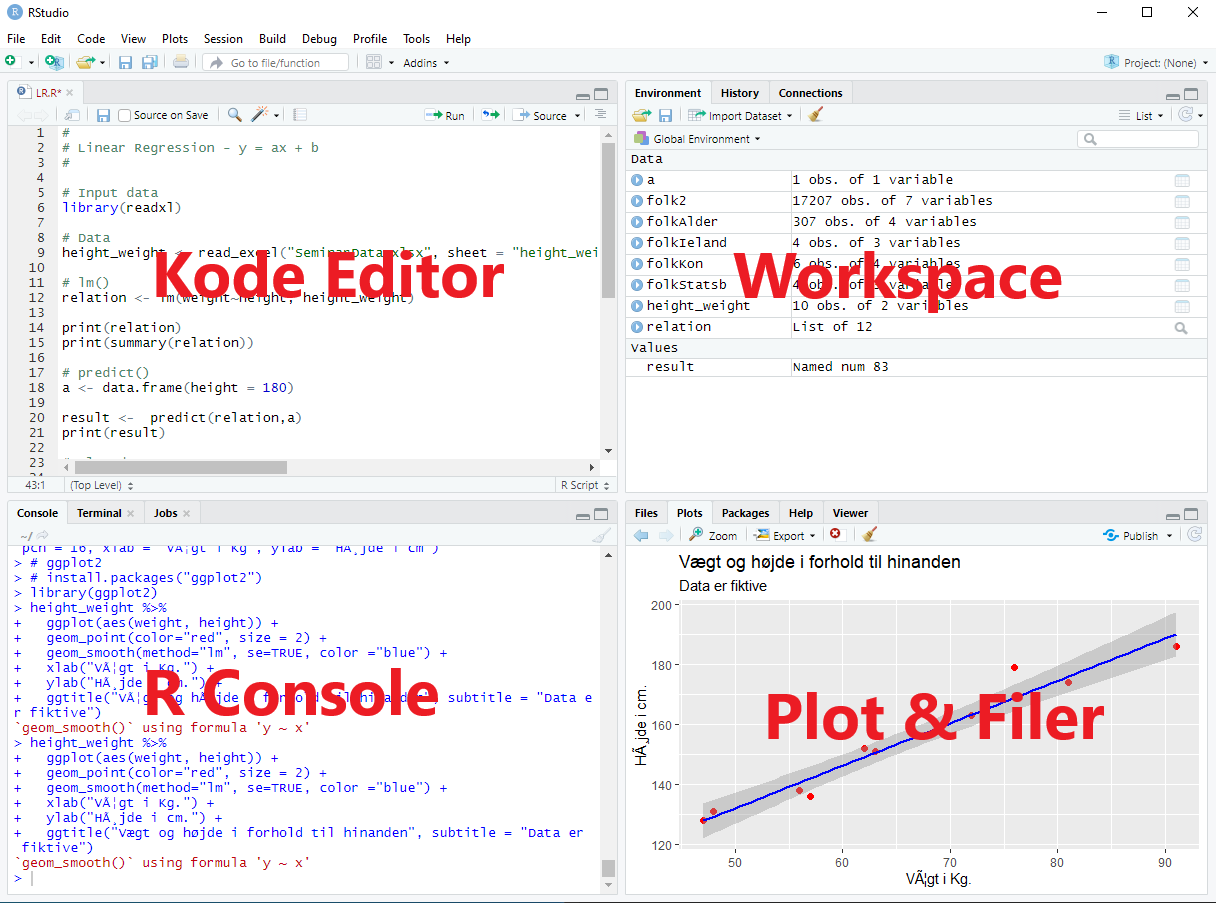 RStudio
File Edit Code View Plots Session Build Debug Profile Tools Help
Go to file/function Addins Project: (None)
LR.R*
Source on Save Run Source
1 #
2 # Linear Regression - y = ax + b
3 #
4
5 # Input data
6 library(readxl)
7
8 # Data
9 height_weight <- read_excel("SeminarData.xlsx", sheet = "height_wei
10
11 # lm()
12 relation <- lm(weight~height, height_weight)
13
14 print(relation)
15 print(summary(relation))
16
17 # predict()
18 a <- data.frame(height = 180)
19
20 result <- predict(relation,a)
21 print(result)
22
23
Kode Editor
43:1 (Top Level) R Script
Environment History Connections
Import Dataset List
Global Environment
Data
a 1 obs. of 1 variable
folk2 17207 obs. of 7 variables
folkAlder 307 obs. of 4 variables
folkIeland 4 obs. of 3 variables
folkKon 6 obs. of 4 variables
folkStatsb 4 obs. of variables
height_weight 10 obs. of 2 variables
relation List of 12
Values
result Named num 83
Workspace
Console Terminal Jobs
~/
pch = 16, xlab = "VÃ¦gt i Kg", ylab = "HÃ¸jde i cm")
> # ggplot2
> # install.packages("ggplot2")
> library(ggplot2)
> height_weight %>%
+ ggplot(aes(weight, height)) +
+ geom_point(color="red", size = 2) +
+ geom_smooth(method="lm", se=TRUE, color ="blue") +
+ xlab("VÃ¦gt i Kg.") +
+ ylab("HÃ¸jde i cm.") +
+ ggtitle("VÃ¦gt og hÃ¸jde i forhold til hinanden", subtitle = "Data e
r fiktive")
`geom_smooth()` using formula 'y ~ x'
> height_weight %>%
+ ggplot(aes(weight, height)) +
+ geom_point(color="red", size = 2) +
+ geom_smooth(method="lm", se=TRUE, color ="blue") +
+ xlab("VÃ¦gt i Kg.") +
+ ylab("HÃ¸jde i cm.") +
+ ggtitle("Vægt og højde i forhold til hinanden", subtitle = "Data er
fiktive")
`geom_smooth()` using formula 'y ~ x'
>
R Console
Files Plots Packages Help Viewer
Zoom Export Publish
Vægt og højde i forhold til hinanden
Data er fiktive
HÃ¸jde i cm.
200
180
160
140
120
50 60 70 80 90
VÃ¦gt i Kg.
Plot & Filer